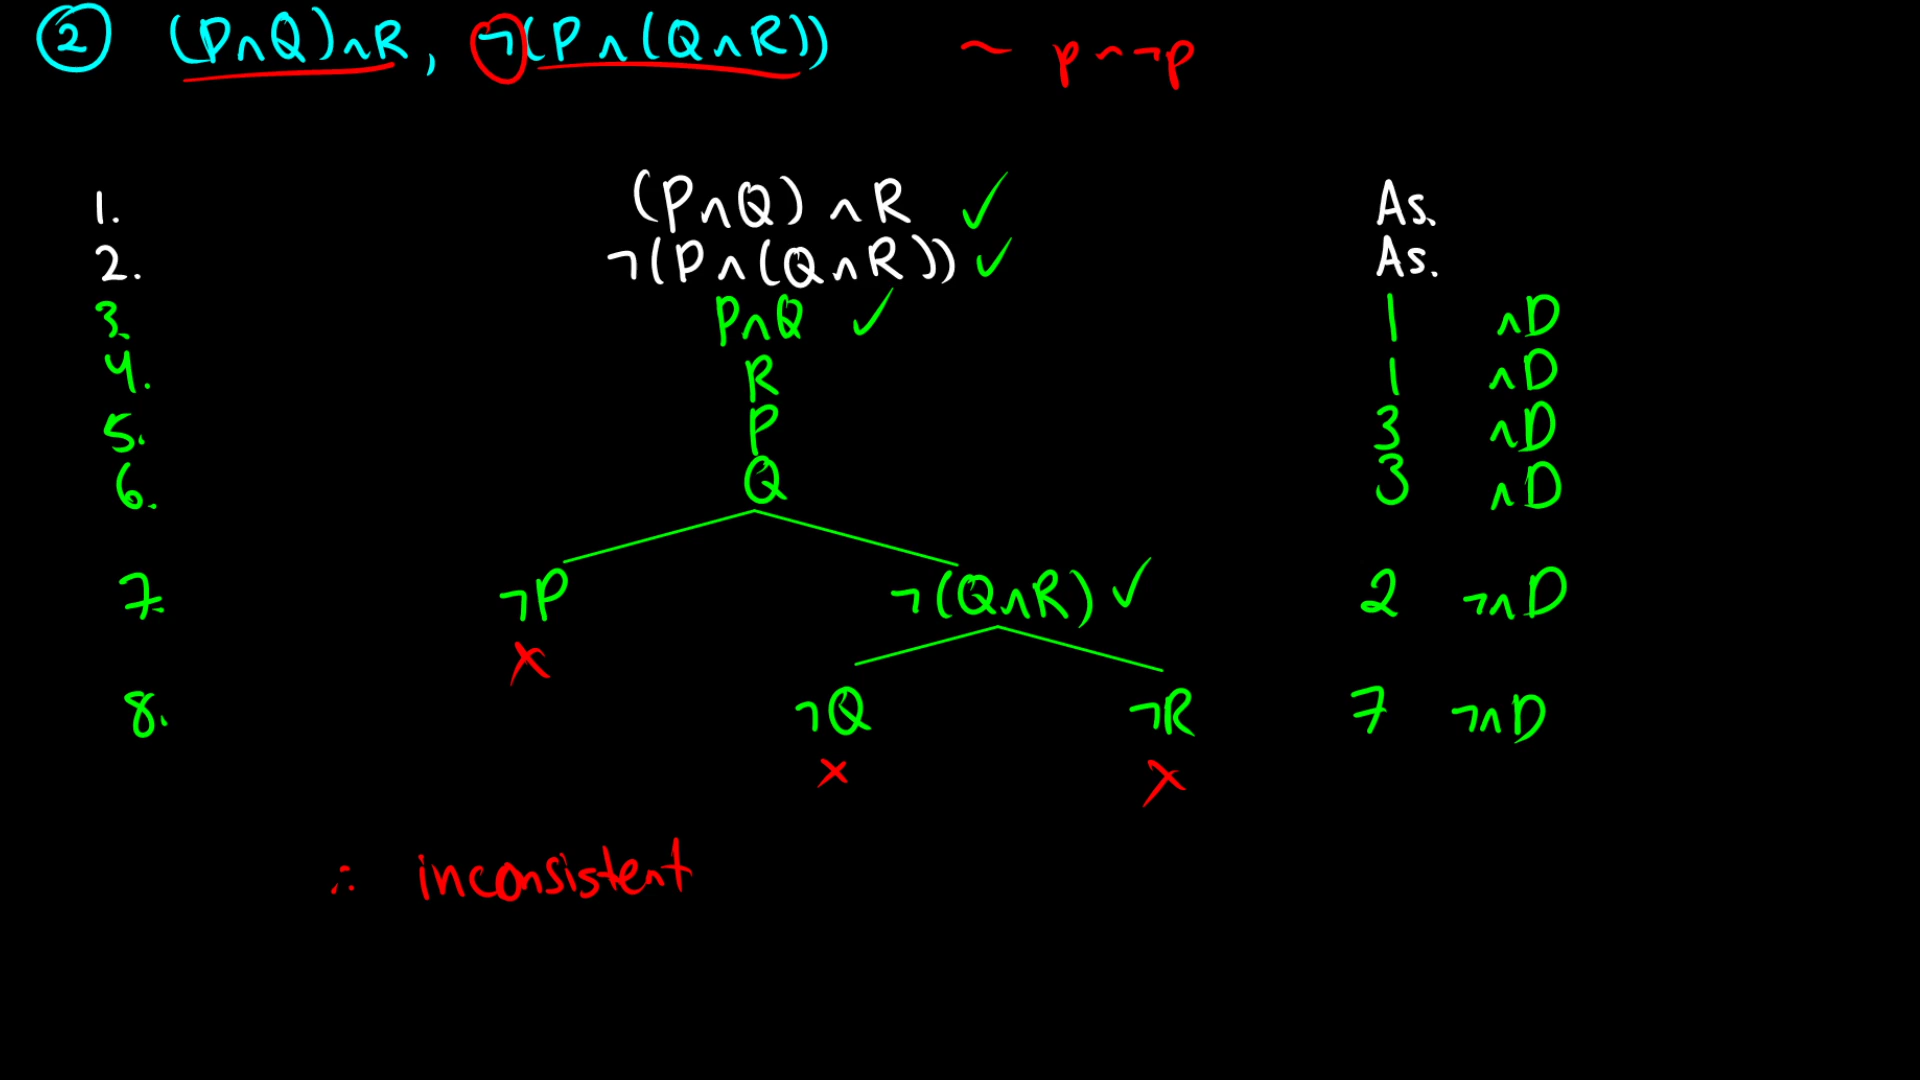 ② (P∧Q)∧R, ¬(P∧(Q∧R)) ~ p∧¬p
1. (P∧Q)∧R ✓ As.
2. ¬(P∧(Q∧R)) ✓ As.
3. P∧Q ✓ 1 ∧D
4. R 1 ∧D
5. P 3 ∧D
6. Q 3 ∧D
7. ¬P ¬(Q∧R) ✓ 2 ¬∧D
x
8. ¬Q ¬R 7 ¬∧D
x x
∴ inconsistent